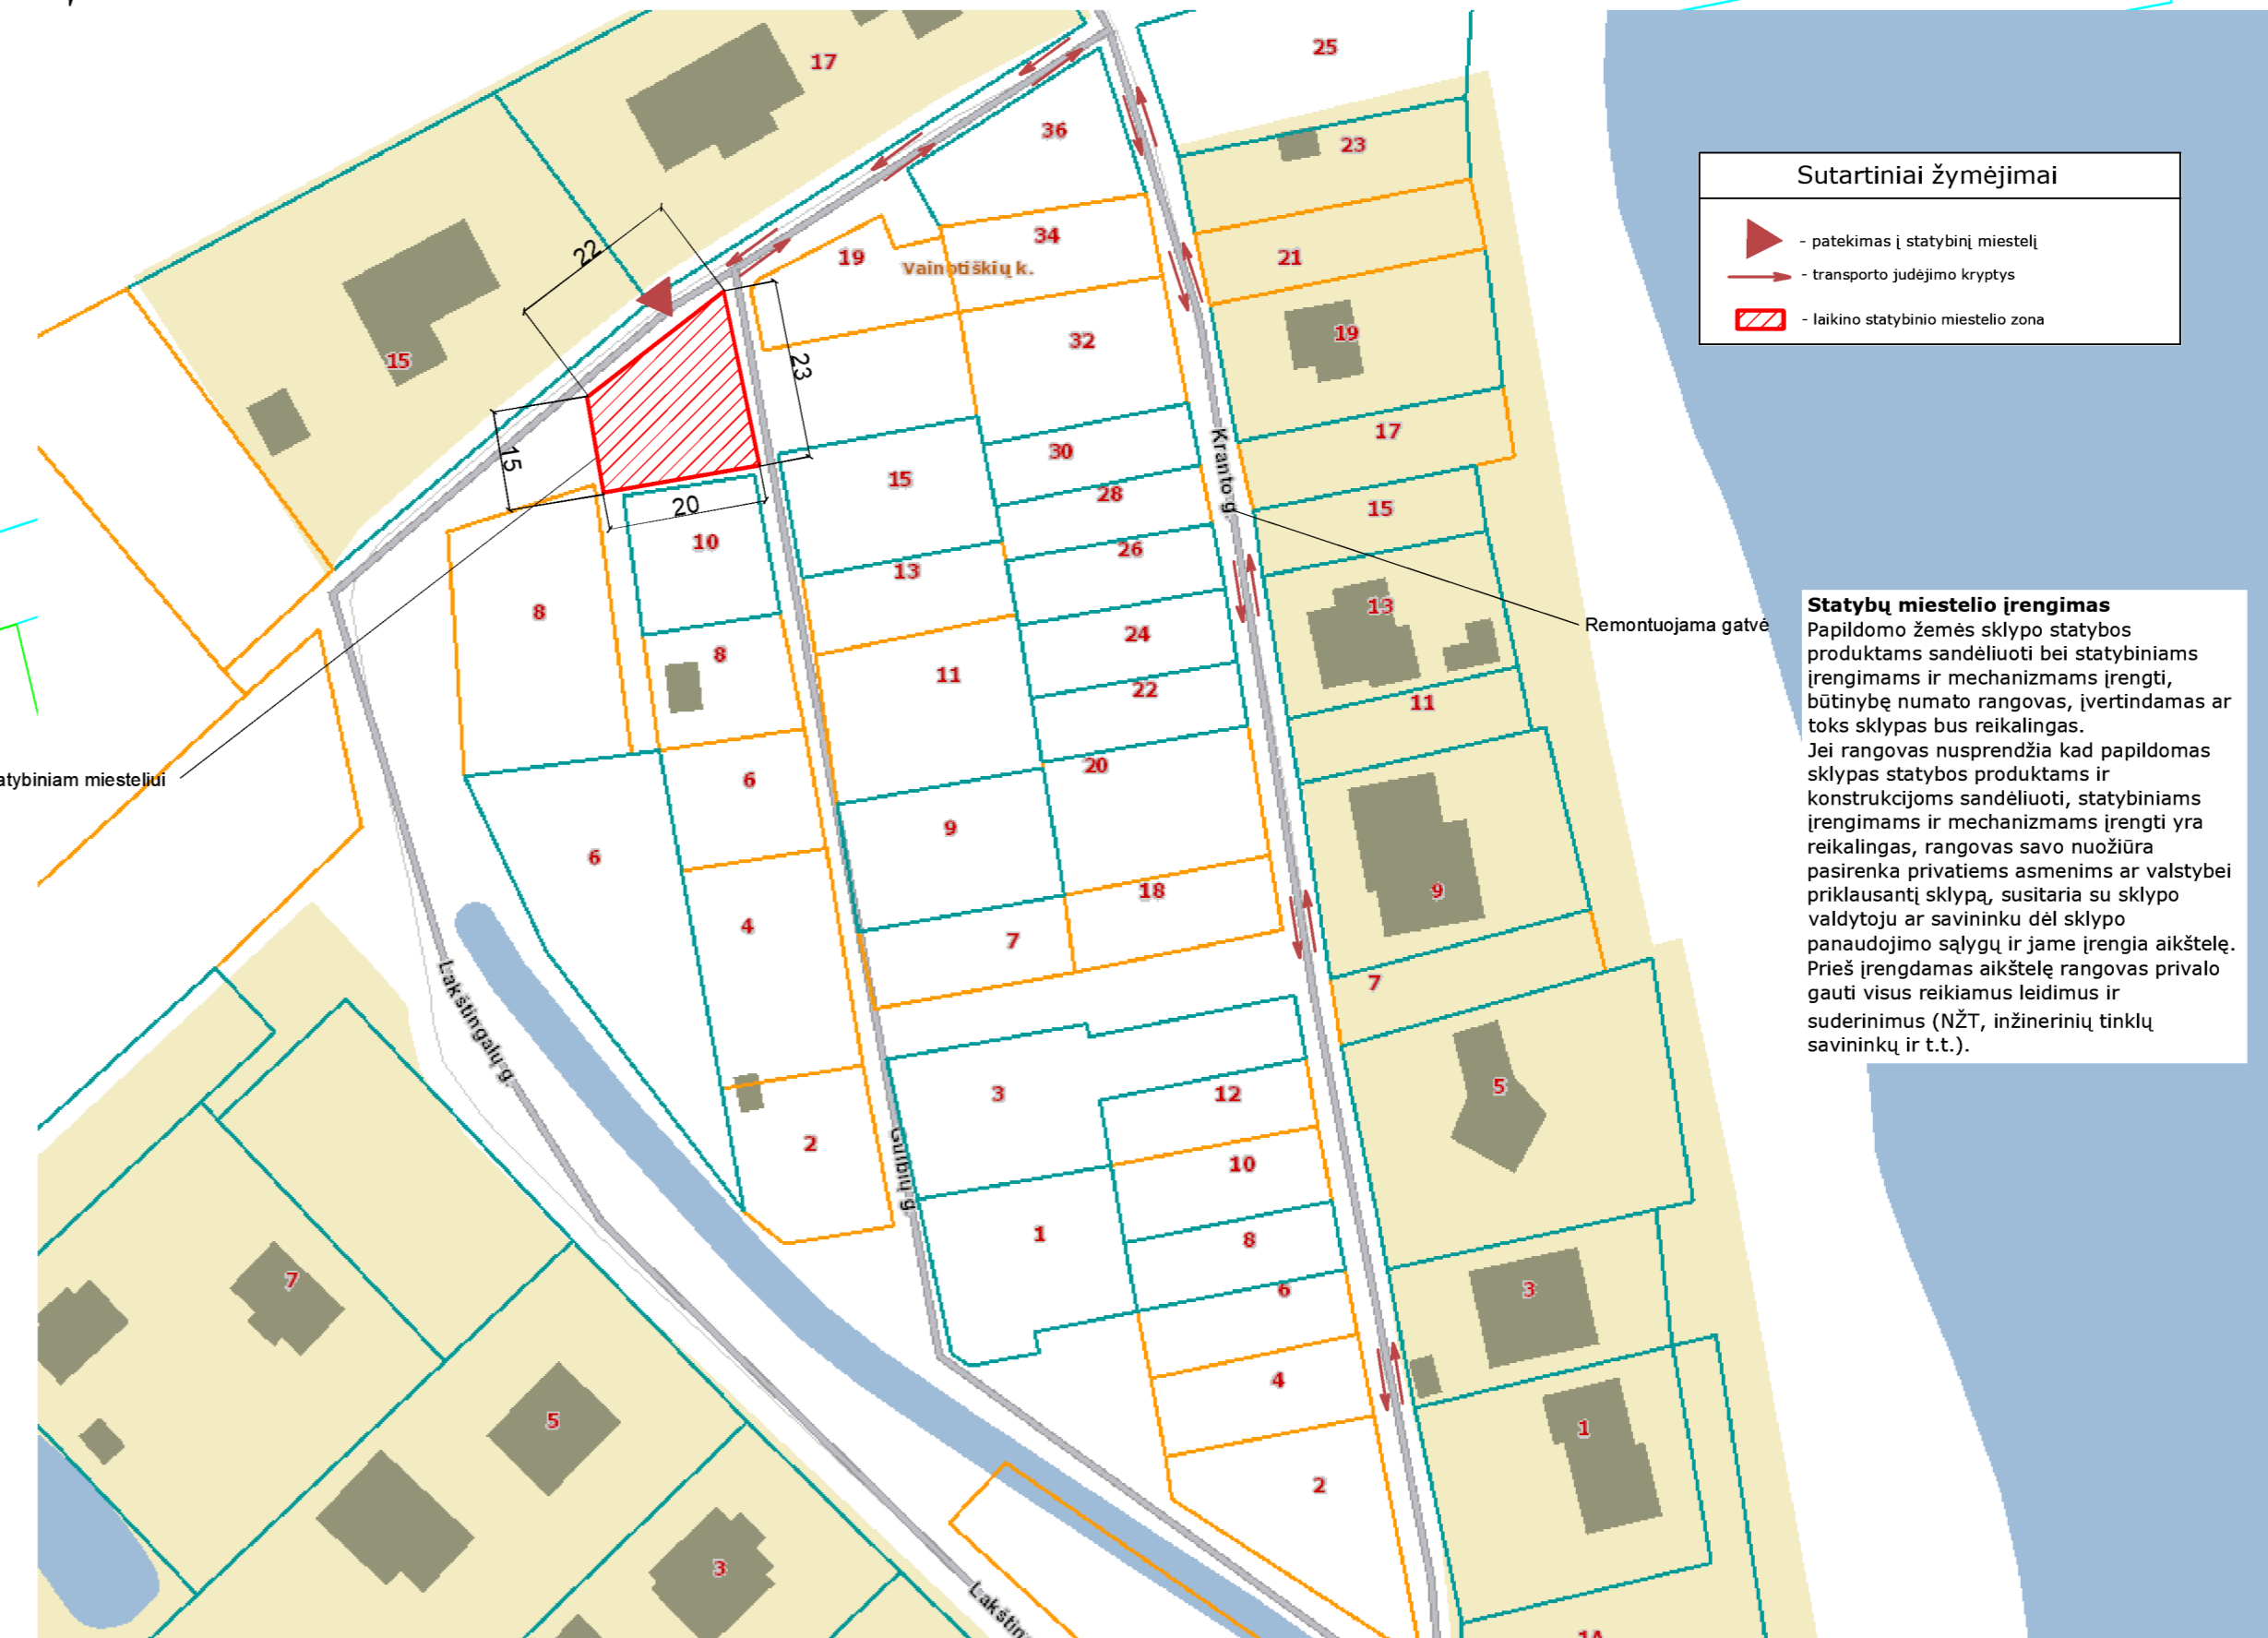 17
25
36
23
34
19
Vainotiškių k.
21
22
15
32
19
23
17
30
15
15
28
20
Kranto g.
15
10
26
13
8
24
13
Remontuojama gatvė
8
11
22
11
atybiniam miesteliui
6
20
9
6
18
9
4
7
7
Lakštingalų g.
3
12
5
2
10
Gulbių g.
1
8
7
6
3
4
5
1
2
3
Lakštin
1A
Sutartiniai žymėjimai
- patekimas į statybinį miestelį
- transporto judėjimo kryptys
- laikino statybinio miestelio zona
Statybų miestelio įrengimas
Papildomo žemės sklypo statybos
produktams sandėliuoti bei statybiniams
įrengimams ir mechanizmams įrengti,
būtinybę numato rangovas, įvertindamas ar
toks sklypas bus reikalingas.
Jei rangovas nusprendžia kad papildomas
sklypas statybos produktams ir
konstrukcijoms sandėliuoti, statybiniams
įrengimams ir mechanizmams įrengti yra
reikalingas, rangovas savo nuožiūra
pasirenka privatiems asmenims ar valstybei
priklausantį sklypą, susitaria su sklypo
valdytoju ar savininku dėl sklypo
panaudojimo sąlygų ir jame įrengia aikštelę.
Prieš įrengdamas aikštelę rangovas privalo
gauti visus reikiamus leidimus ir
suderinimus (NŽT, inžinerinių tinklų
savininkų ir t.t.).